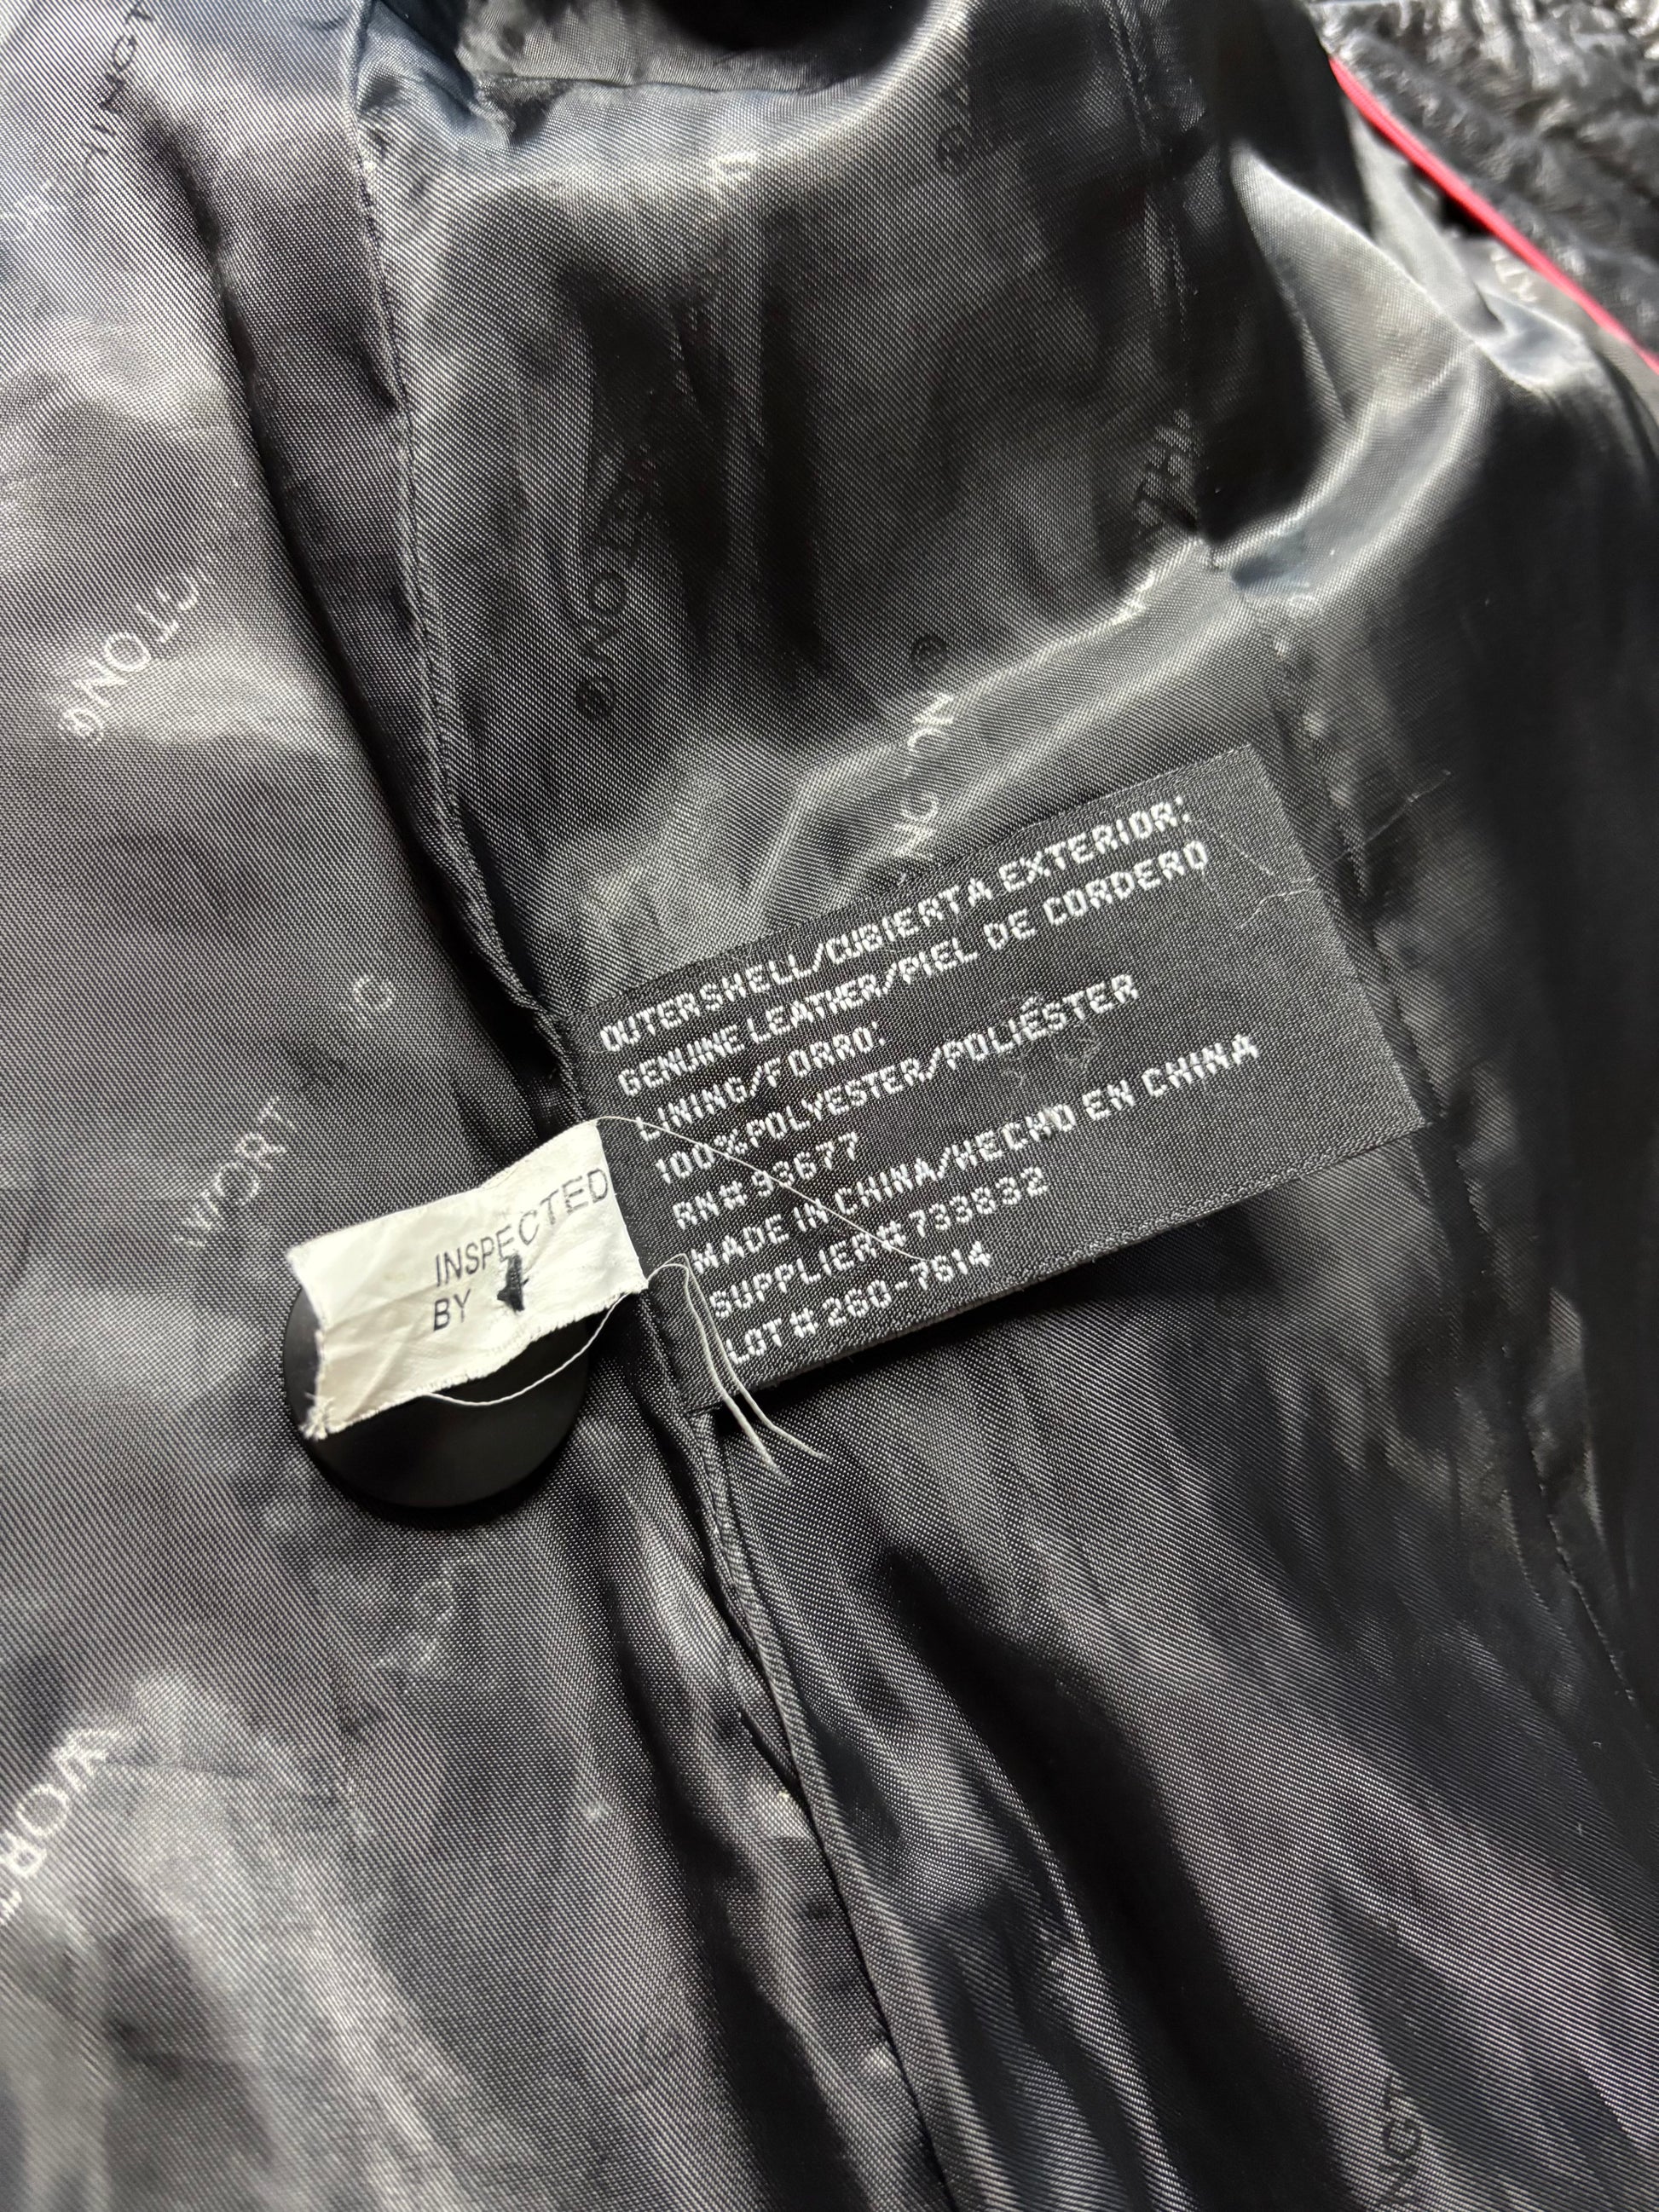 OUTERSHELL/CUBIERTA EXTERIOR:
GENUINE LEATHER/PIEL DE CORDERO
LINING/FORRO:
100%POLYESTER/POLIÉSTER
RN# 93677
MADE IN CHINA/HECHO EN CHINA
SUPPLIER# 733832
LOT# 260-7614
INSPECTED
BY 1